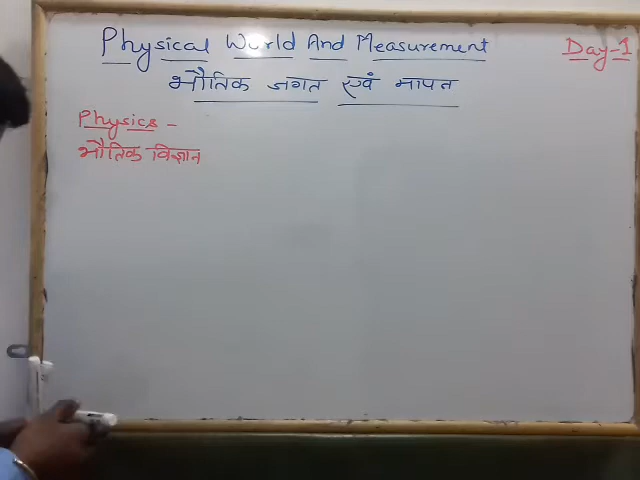 Physical World And Measurement
Day-1
भौतिक जगत एवं मापन
Physics -
भौतिक विज्ञान